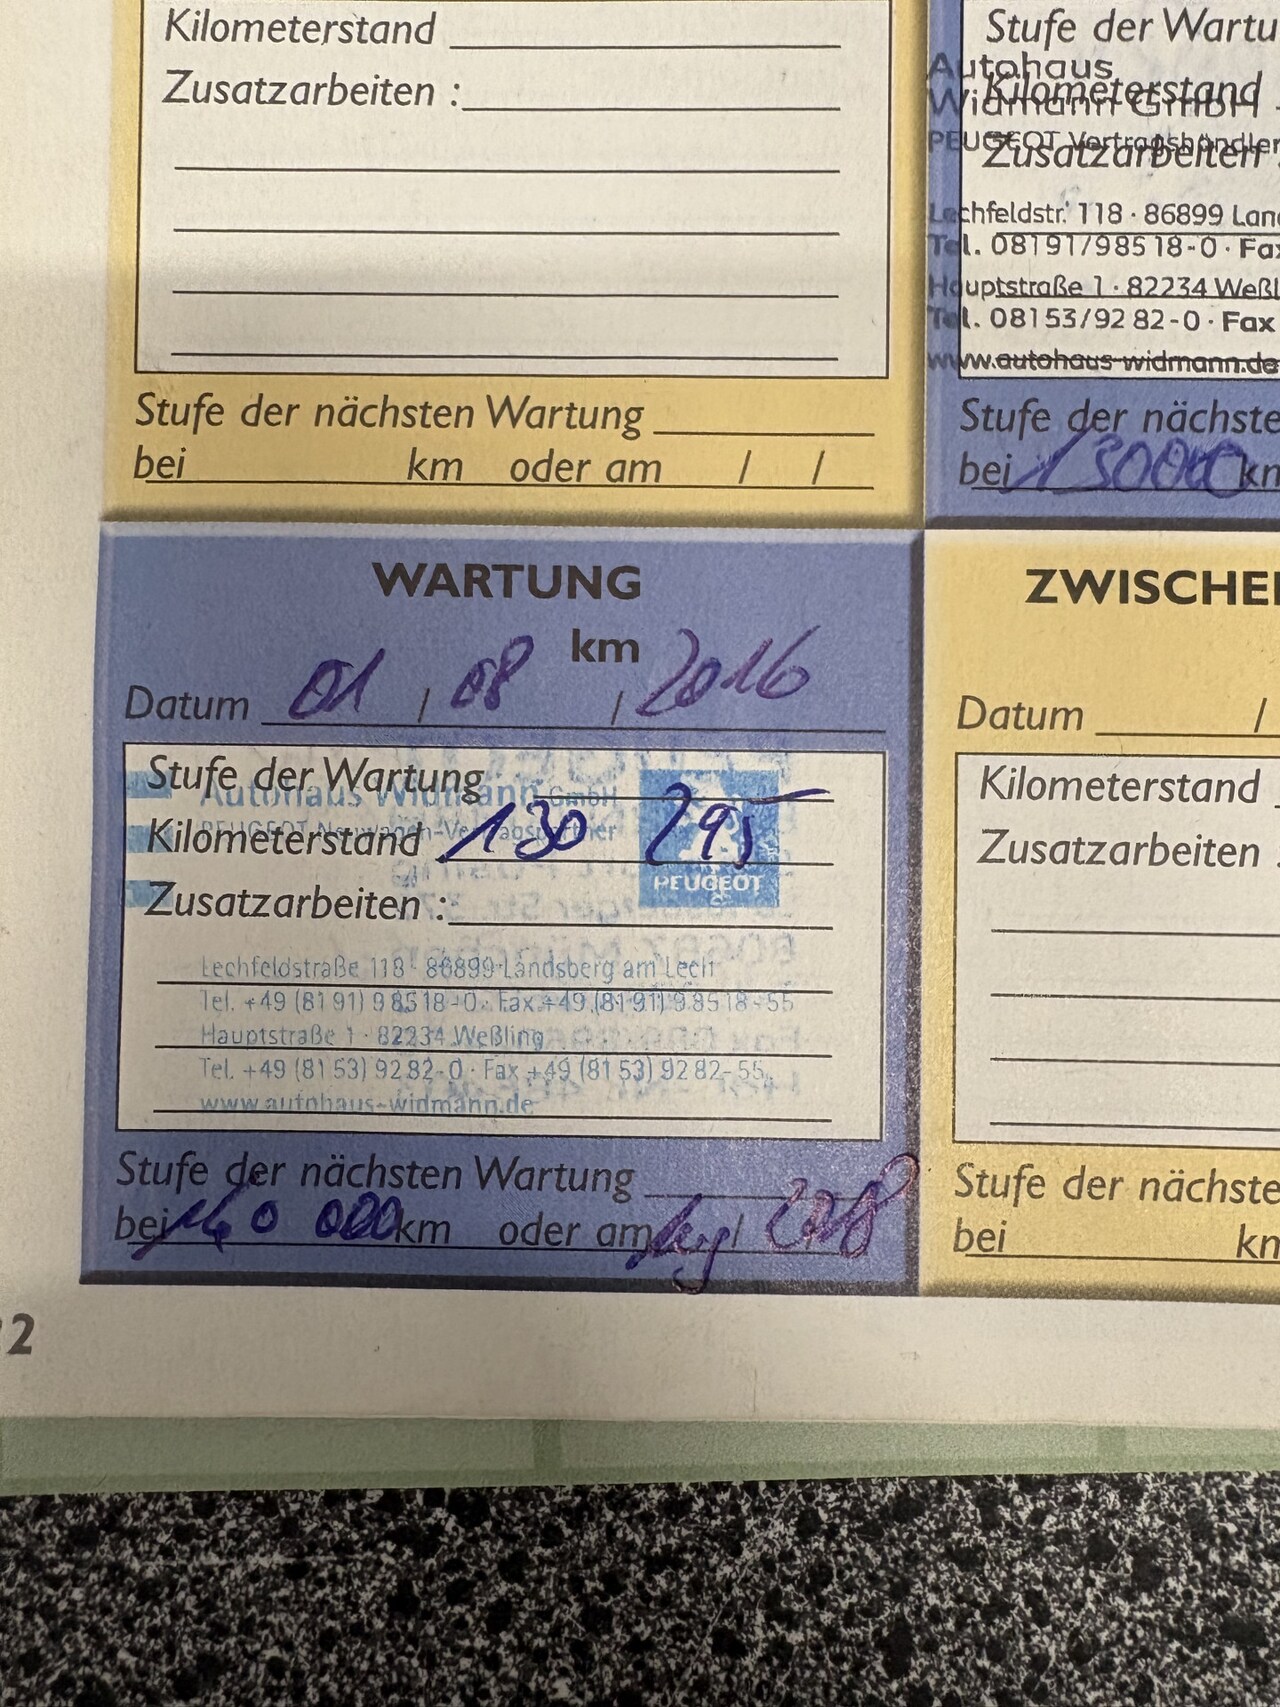 Kilometerstand
Zusatzarbeiten :
Stufe der nächsten Wartung
bei km oder am / /
Stufe der Wartu
Autohaus
Kilometerstand
Widmann GmbH
PEUGEOT Vertragshändler
Zusatzarbeiten :
Lechfeldstr. 118 · 86899 Lan
Tel. 08191/98518-0 · Fax
Hauptstraße 1 · 82234 Weßl
Tel. 08153/92 82-0 · Fax
www.autohaus-widmann.de
Stufe der nächste
bei 130000 km
WARTUNG
km
Datum 01 / 08 / 2016
Stufe der Wartung
Autohaus Widmann GmbH
PEUGEOT Neuwagen-Vertragspartner
Kilometerstand 130 295
PEUGEOT
Zusatzarbeiten :
Lechfeldstraße 118 · 86899 Landsberg am Lech
Tel. +49 (81 91) 9 85 18-0 · Fax +49 (81 91) 9 85 18-55
Hauptstraße 1 · 82234 Weßling
Tel. +49 (81 53) 92 82-0 · Fax +49 (81 53) 92 82-55
www.autohaus-widmann.de
Stufe der nächsten Wartung
bei 160 000 km oder am / 2018
ZWISCHE
Datum /
Kilometerstand
Zusatzarbeiten :
Stufe der nächste
bei km
2